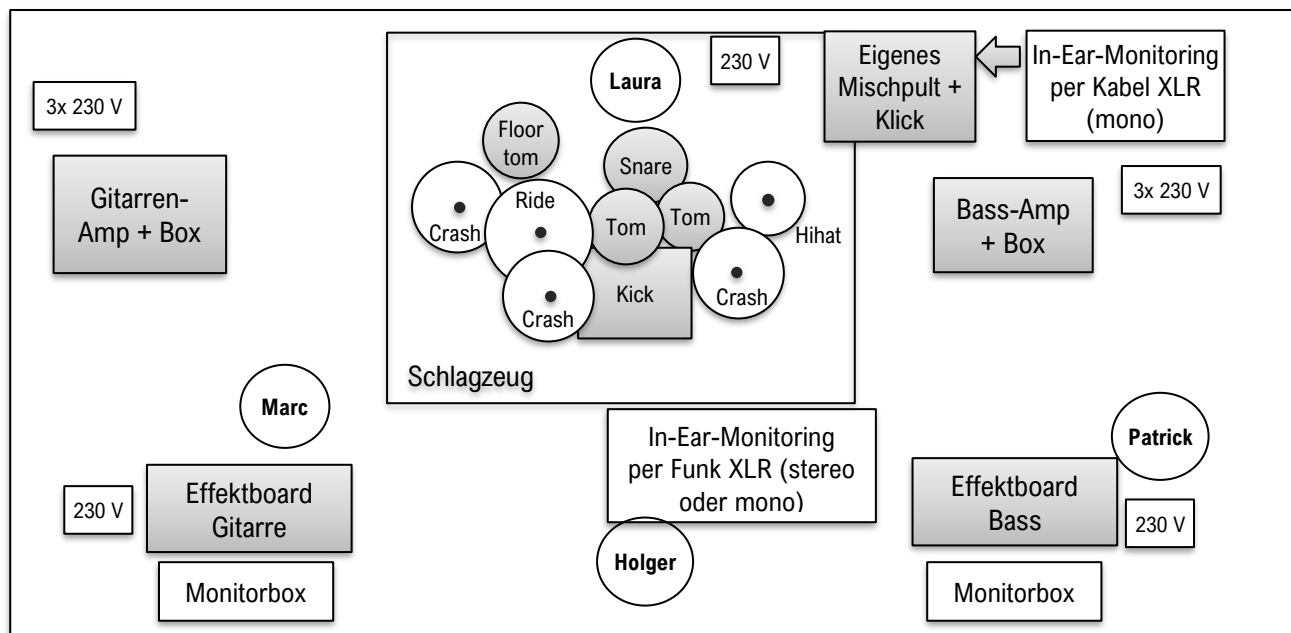 Laura
230 V
Eigenes
Mischpult +
Klick
In-Ear-Monitoring
per Kabel XLR
(mono)
3x 230 V
Floor
tom
Snare
Gitarren-
Amp + Box
Crash
Ride
Tom
Tom
Hihat
Bass-Amp
+ Box
3x 230 V
Crash
Kick
Crash
Schlagzeug
Marc
In-Ear-Monitoring
per Funk XLR (stereo
oder mono)
Patrick
230 V
Effektboard
Gitarre
Effektboard
Bass
230 V
Holger
Monitorbox
Monitorbox